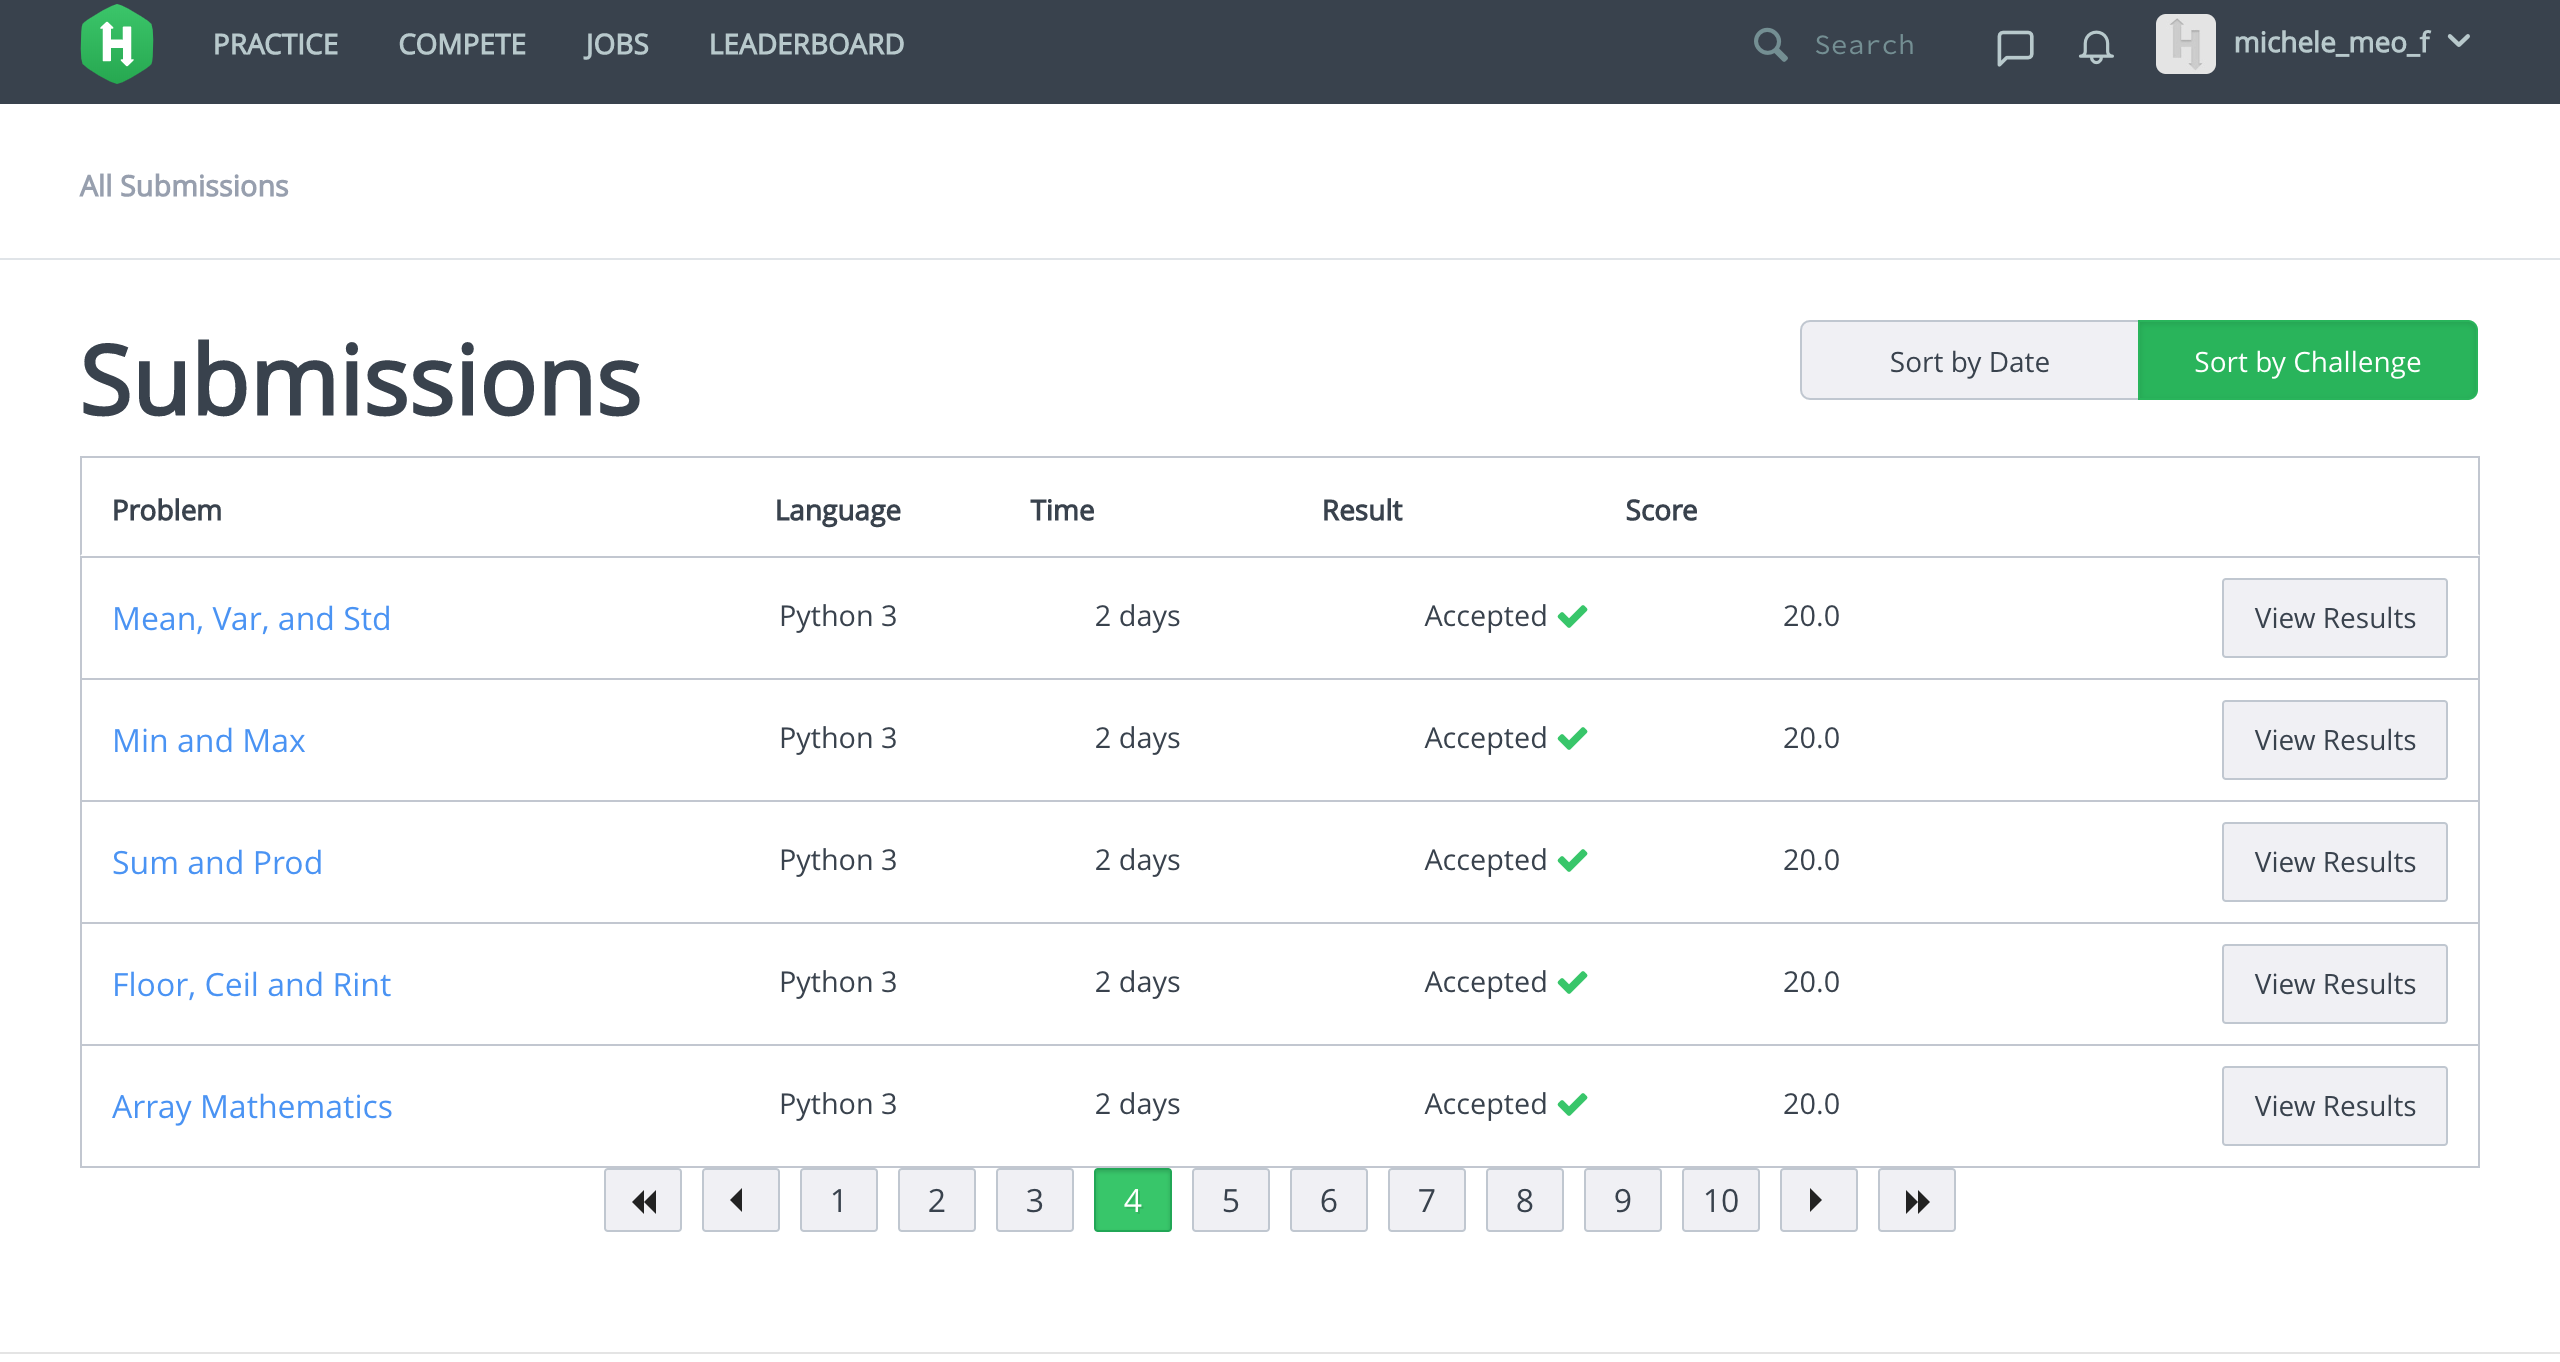 PRACTICE COMPETE JOBS LEADERBOARD Search michele_meo_f
All Submissions
Submissions Sort by Date Sort by Challenge
Problem Language Time Result Score
Mean, Var, and Std Python 3 2 days Accepted 20.0 View Results
Min and Max Python 3 2 days Accepted 20.0 View Results
Sum and Prod Python 3 2 days Accepted 20.0 View Results
Floor, Ceil and Rint Python 3 2 days Accepted 20.0 View Results
Array Mathematics Python 3 2 days Accepted 20.0 View Results
1 2 3 4 5 6 7 8 9 10